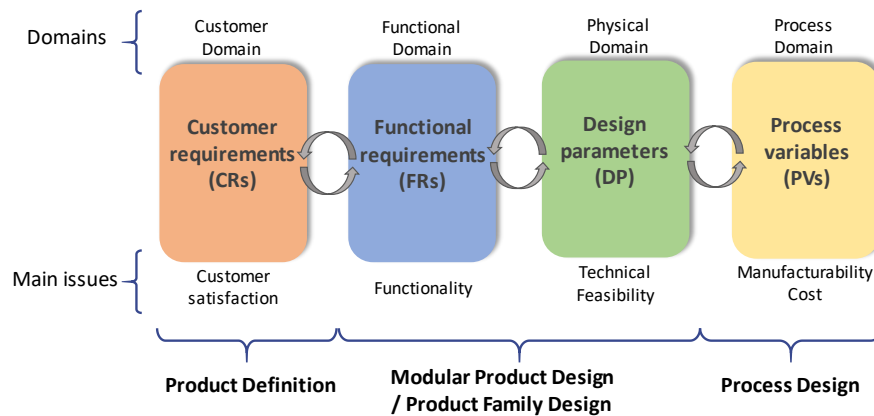 Domains
Customer
Domain
Functional
Domain
Physical
Domain
Process
Domain
Customer
requirements
(CRs)
Functional
requirements
(FRs)
Design
parameters
(DP)
Process
variables
(PVs)
Main issues
Customer
satisfaction
Functionality
Technical
Feasibility
Manufacturability
Cost
Product Definition
Modular Product Design
/ Product Family Design
Process Design